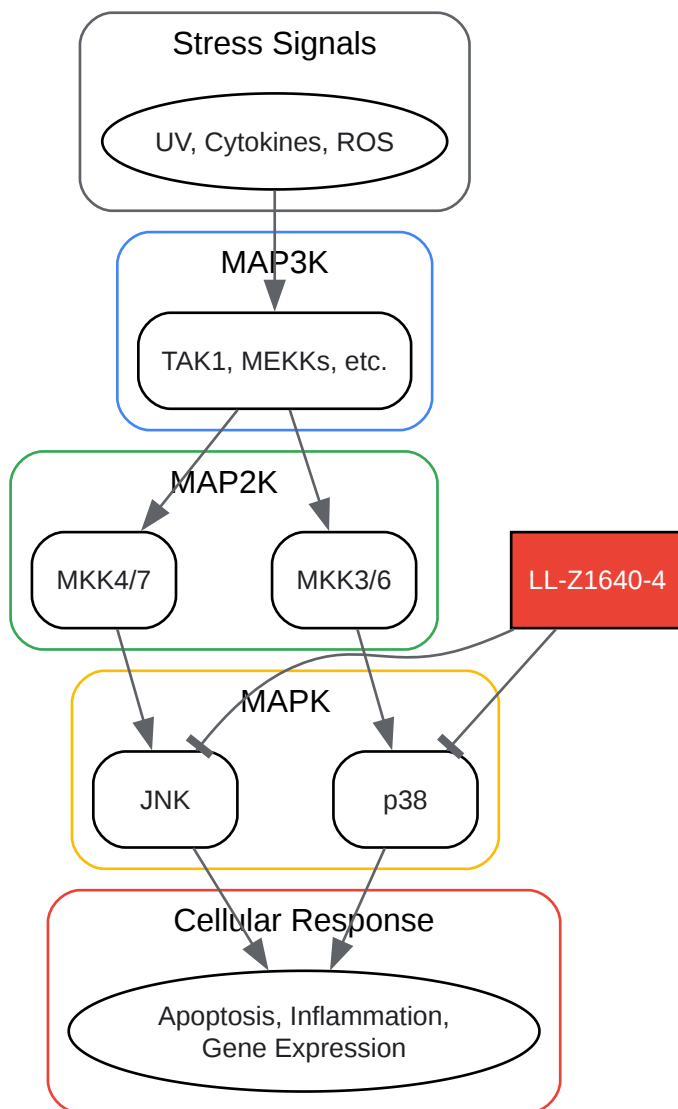 Stress Signals
UV, Cytokines, ROS
MAP3K
TAK1, MEKKs, etc.
MAP2K
MKK4/7
MKK3/6
LL-Z1640-4
MAPK
JNK
p38
Cellular Response
Apoptosis, Inflammation,
Gene Expression